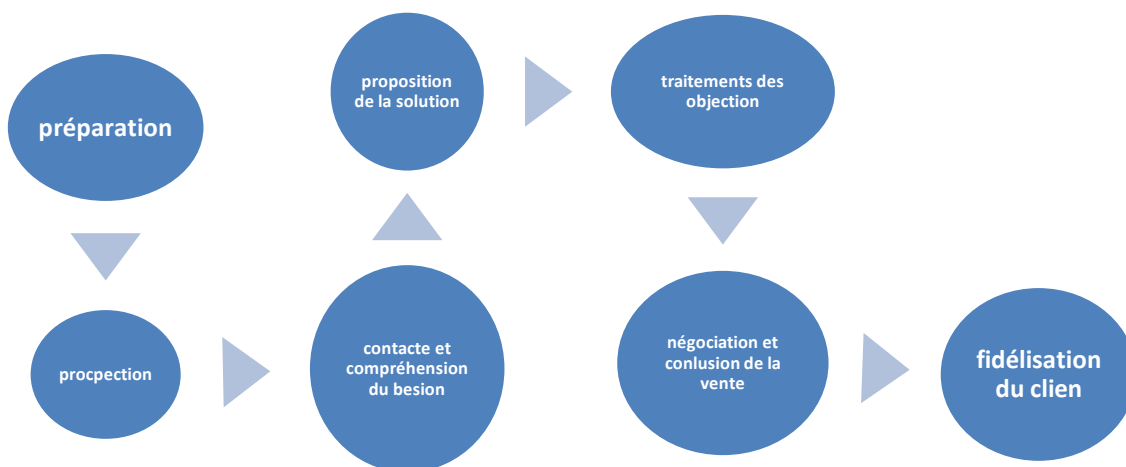 préparation
procpection
contacte et
compréhension
du besion
proposition
de la solution
traitements des
objection
négociation et
conlusion de la
vente
fidélisation
du clien